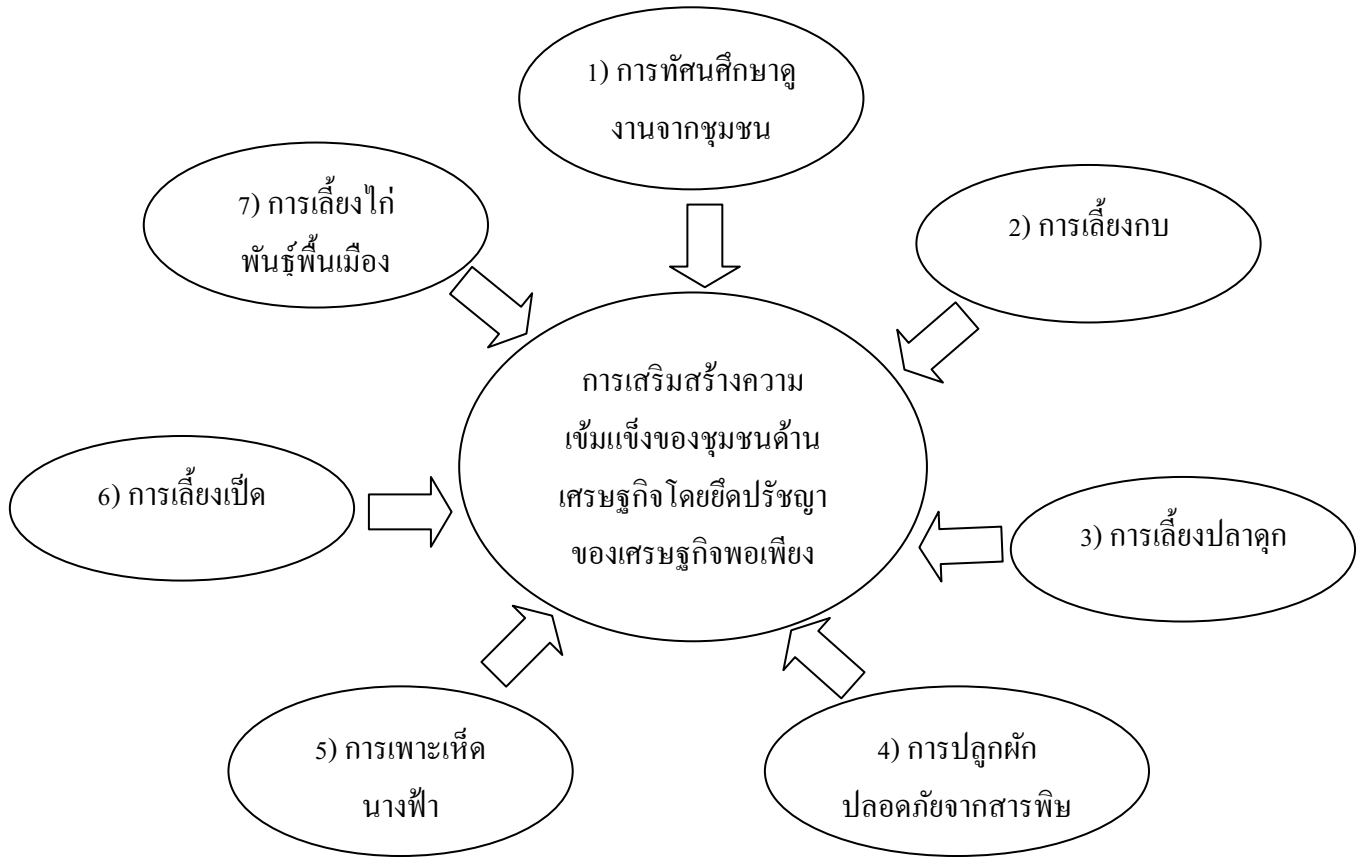 1) การทัศนศึกษาดู
งานจากชุมชน
2) การเลี้ยงกบ
3) การเลี้ยงปลาดุก
4) การปลูกผัก
ปลอดภัยจากสารพิษ
5) การเพาะเห็ด
นางฟ้า
6) การเลี้ยงเป็ด
7) การเลี้ยงไก่
พันธุ์พื้นเมือง
การเสริมสร้างความ
เข้มแข็งของชุมชนด้าน
เศรษฐกิจโดยยึดปรัชญา
ของเศรษฐกิจพอเพียง